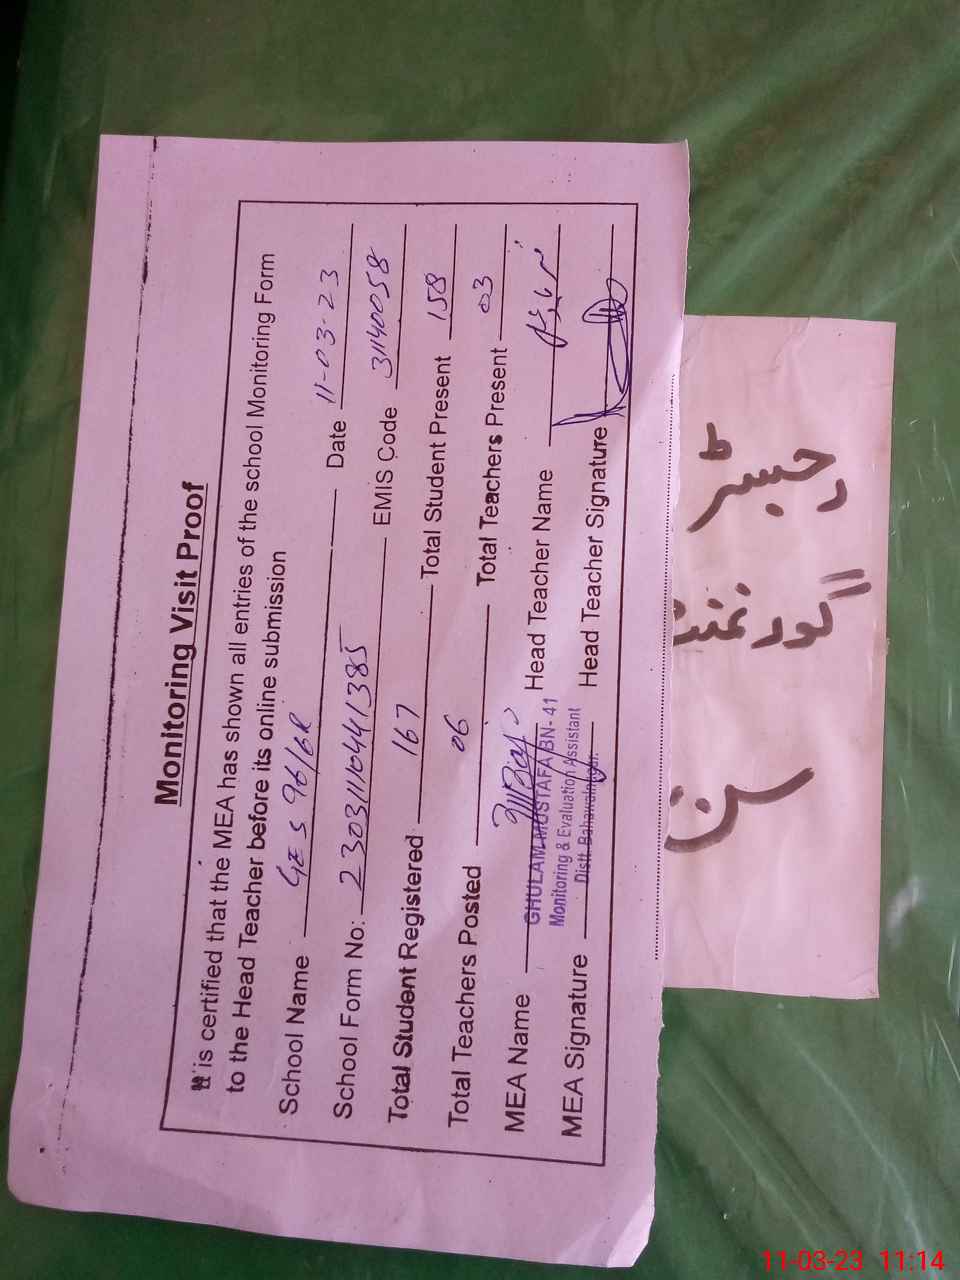 Monitoring Visit Proof
It is certified that the MEA has shown all entries of the school Monitoring Form
to the Head Teacher before its online submission
School Name GES 96/6R Date 11-03-23
School Form No: 23031116441385 EMIS Code 31140058
Total Student Registered 167 Total Student Present 158
Total Teachers Posted 06 Total Teachers Present 03
MEA Name GHULAM MUSTAFA BN-41 Head Teacher Name
Monitoring & Evaluation Assistant
MEA Signature Distt. Bahawalnagar. Head Teacher Signature
رجسٹر
گورنمنٹ
11-03-23 11:14